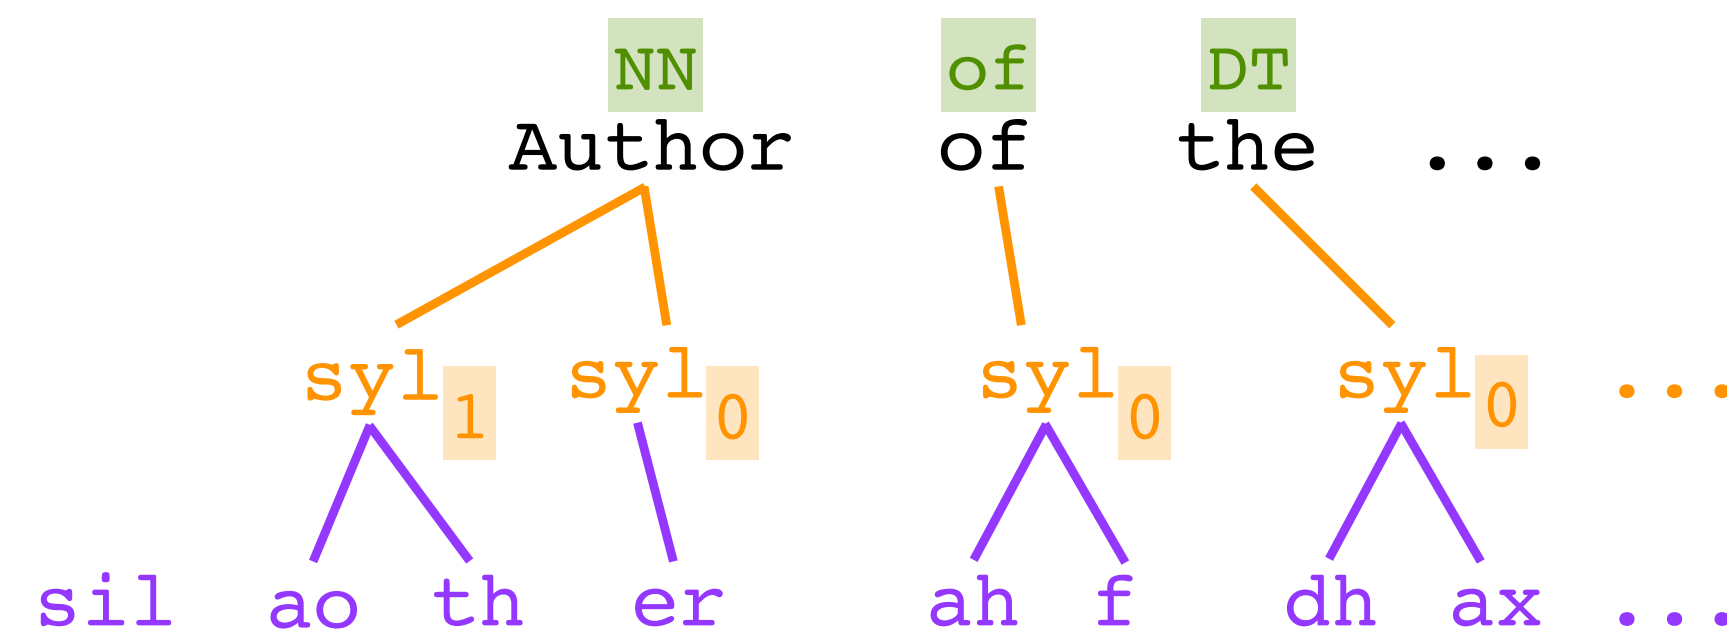 NN of DT
Author of the ...
syl1 syl0 syl0 syl0 ...
sil ao th er ah f dh ax ...